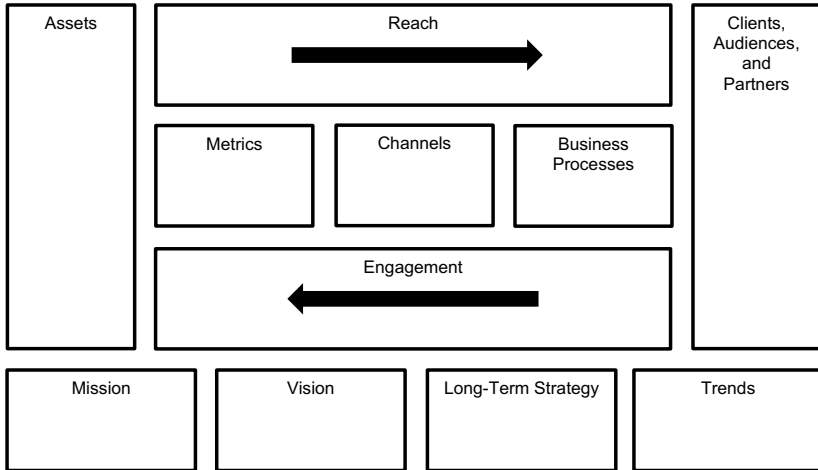 Assets
Reach
Clients,
Audiences,
and
Partners
Metrics
Channels
Business
Processes
Engagement
Mission
Vision
Long-Term Strategy
Trends